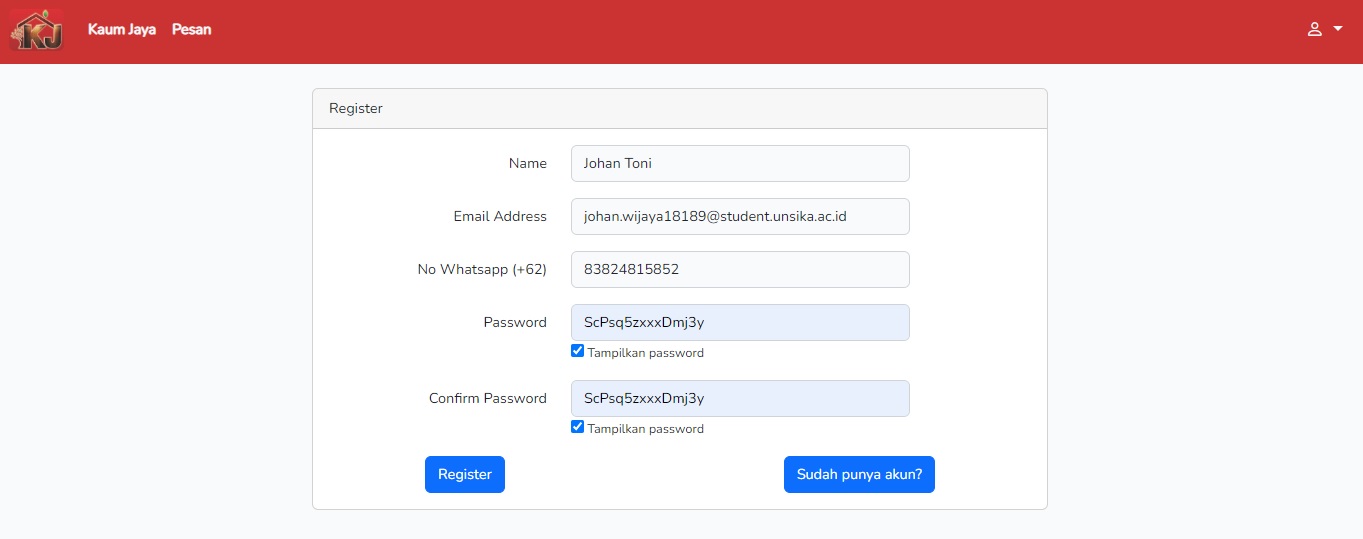 KJ Kaum Jaya Pesan
Register
Name Johan Toni
Email Address johan.wijaya18189@student.unsika.ac.id
No Whatsapp (+62) 83824815852
Password ScPsq5zxxxDmj3y
Tampilkan password
Confirm Password ScPsq5zxxxDmj3y
Tampilkan password
Register Sudah punya akun?